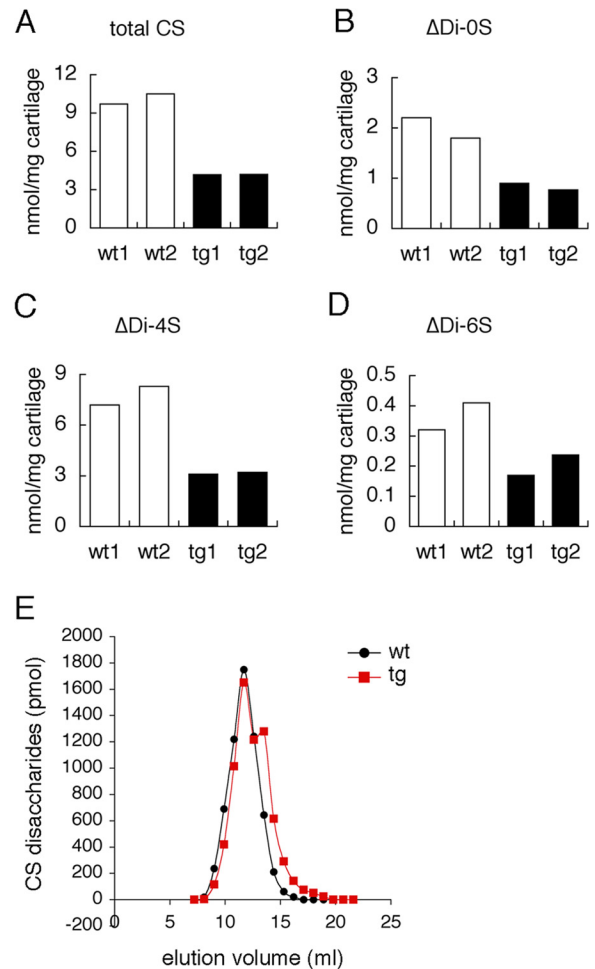 A
total CS
nmol/mg cartilage
12
9
6
3
0
wt1 wt2 tg1 tg2
B
ΔDi-0S
nmol/mg cartilage
3
2
1
0
wt1 wt2 tg1 tg2
C
ΔDi-4S
nmol/mg cartilage
9
6
3
0
wt1 wt2 tg1 tg2
D
ΔDi-6S
nmol/mg cartilage
0.5
0.4
0.3
0.2
0.1
0
wt1 wt2 tg1 tg2
E
CS disaccharides (pmol)
2000
1800
1600
1400
1200
1000
800
600
400
200
0
-200
0 5 10 15 20 25
elution volume (ml)
wt
tg